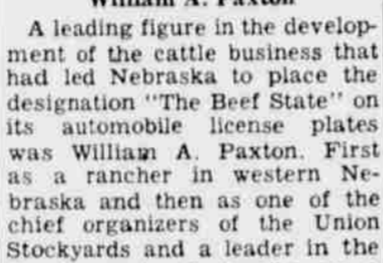 William A. Paxton
A leading figure in the develop-
ment of the cattle business that
had led Nebraska to place the
designation "The Beef State" on
its automobile license plates
was William A. Paxton. First
as a rancher in western Ne-
braska and then as one of the
chief organizers of the Union
Stockyards and a leader in the